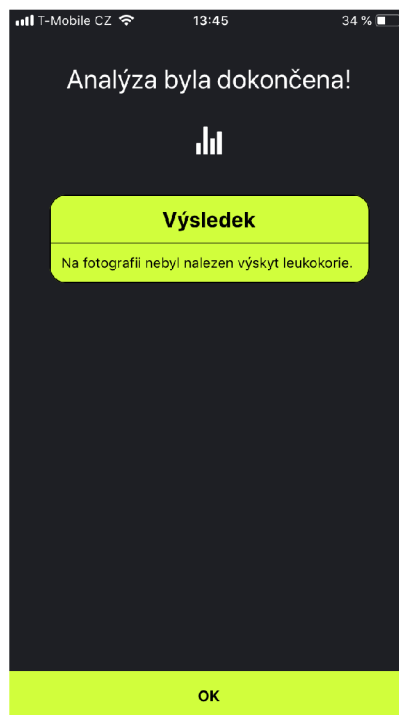 T-Mobile CZ 13:45 34 %
Analýza byla dokončena!
Výsledek
Na fotografii nebyl nalezen výskyt leukokorie.
OK